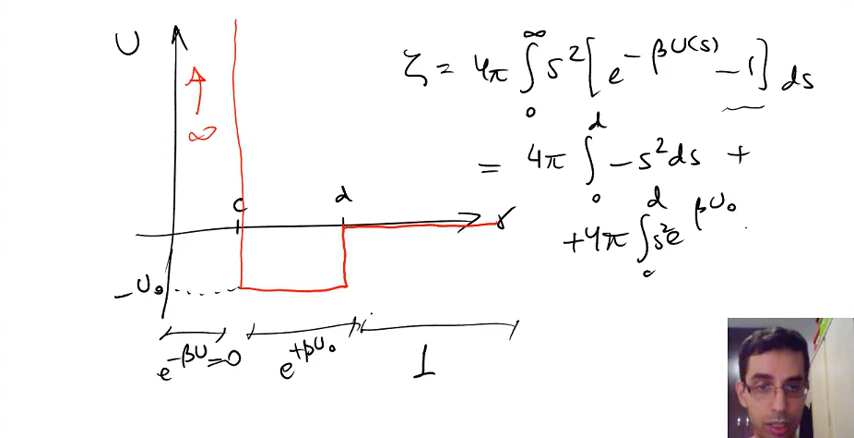 U
∞
c
d
r
-U₀
e^{-βU}=0
e^{+βU₀}
1
ζ = 4π ∫₀^∞ s² [e^{-βU(s)} -1] ds
= 4π ∫₀^d -s² ds +
+4π ∫_c^d s² e^{βU₀}